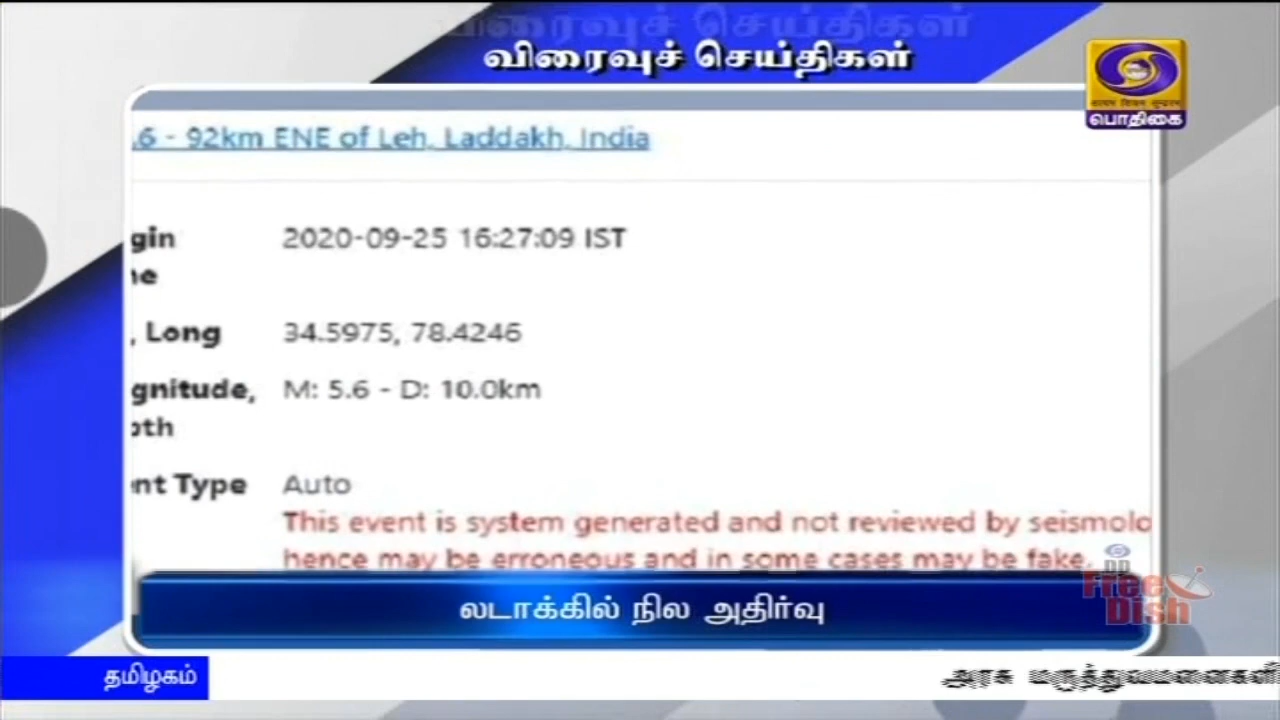 விரைவுச் செய்திகள்
விரைவுச் செய்திகள்
பொதிகை
.6 - 92km ENE of Leh, Laddakh, India
gin 2020-09-25 16:27:09 IST
ne
, Long 34.5975, 78.4246
gnitude, M: 5.6 - D: 10.0km
pth
nt Type Auto
This event is system generated and not reviewed by seismolo
hence may be erroneous and in some cases may be fake.
DD
Free
Dish
லடாக்கில் நில அதிர்வு
தமிழகம்
அரசு மருத்துவமனைகளி